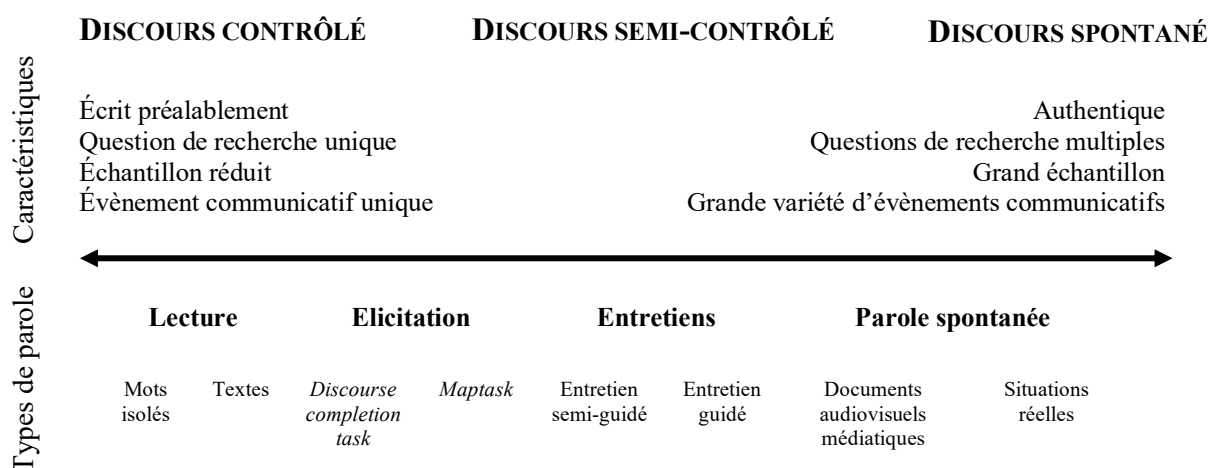 DISCOURS CONTRÔLÉ DISCOURS SEMI-CONTRÔLÉ DISCOURS SPONTANÉ
Caractéristiques
Écrit préalablement Authentique
Question de recherche unique Questions de recherche multiples
Échantillon réduit Grand échantillon
Évènement communicatif unique Grande variété d'évènements communicatifs
Types de parole
Lecture Elicitation Entretiens Parole spontanée
Mots Textes Discourse Maptask Entretien Entretien Documents Situations
isolés completion semi-guidé guidé audiovisuels réelles
task médiatiques